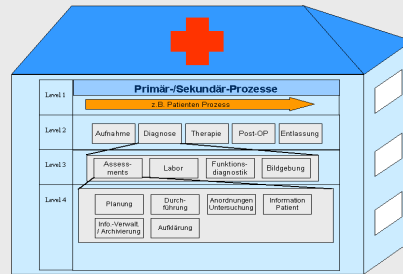 Level 1
Primär-/Sekundär-Prozesse
z.B. Patienten Prozess
Level 2
Aufnahme
Diagnose
Therapie
Post-OP
Entlassung
Level 3
Assess-
ments
Labor
Funktions-
diagnostik
Bildgebung
Level 4
Planung
Durch-
führung
Anordnungen
Untersuchung
Information
Patient
Info.-Verwalt.
/ Archivierung
Aufklärung